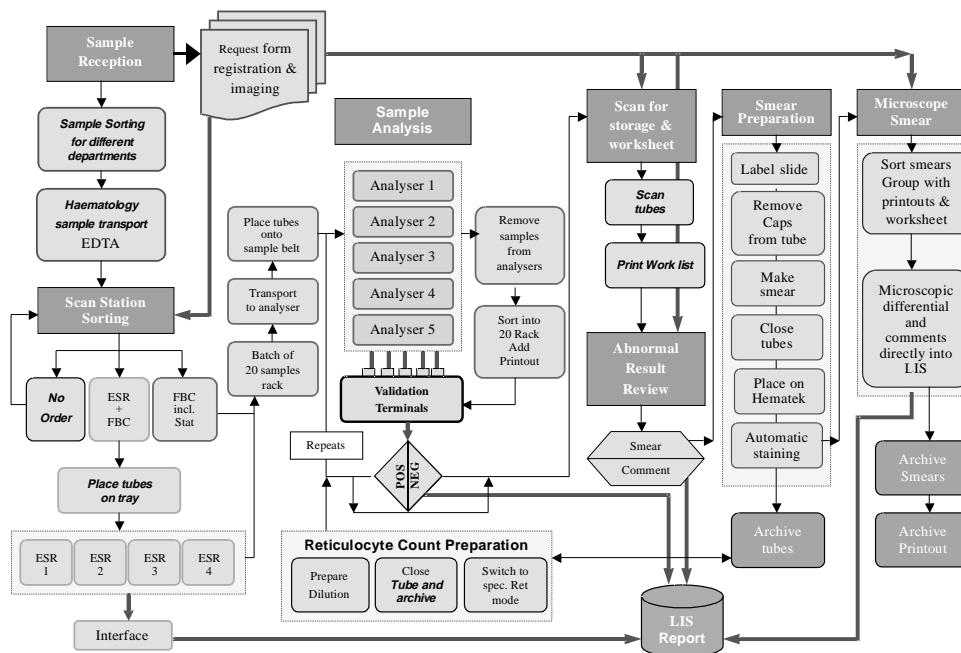 Sample
Reception
Request form
registration &
imaging
Sample Sorting
for different
departments
Haematology
sample transport
EDTA
Scan Station
Sorting
No
Order
ESR
+
FBC
FBC
incl.
Stat
Place tubes
on tray
ESR
1
ESR
2
ESR
3
ESR
4
Interface
Place tubes
onto
sample belt
Transport
to analyser
Batch of
20 samples
rack
Sample
Analysis
Analyser 1
Analyser 2
Analyser 3
Analyser 4
Analyser 5
Remove
samples
from
analysers
Sort into
20 Rack
Add
Printout
Validation
Terminals
Repeats
POS
NEG
Reticulocyte Count Preparation
Prepare
Dilution
Close
Tube and
archive
Switch to
spec. Ret
mode
Scan for
storage &
worksheet
Scan
tubes
Print Work list
Abnormal
Result
Review
Smear
Comment
LIS
Report
Smear
Preparation
Label slide
Remove
Caps
from tube
Make
smear
Close
tubes
Place on
Hematek
Automatic
staining
Archive
tubes
Microscope
Smear
Sort smears
Group with
printouts &
worksheet
Microscopic
differential
and
comments
directly into
LIS
Archive
Smears
Archive
Printout